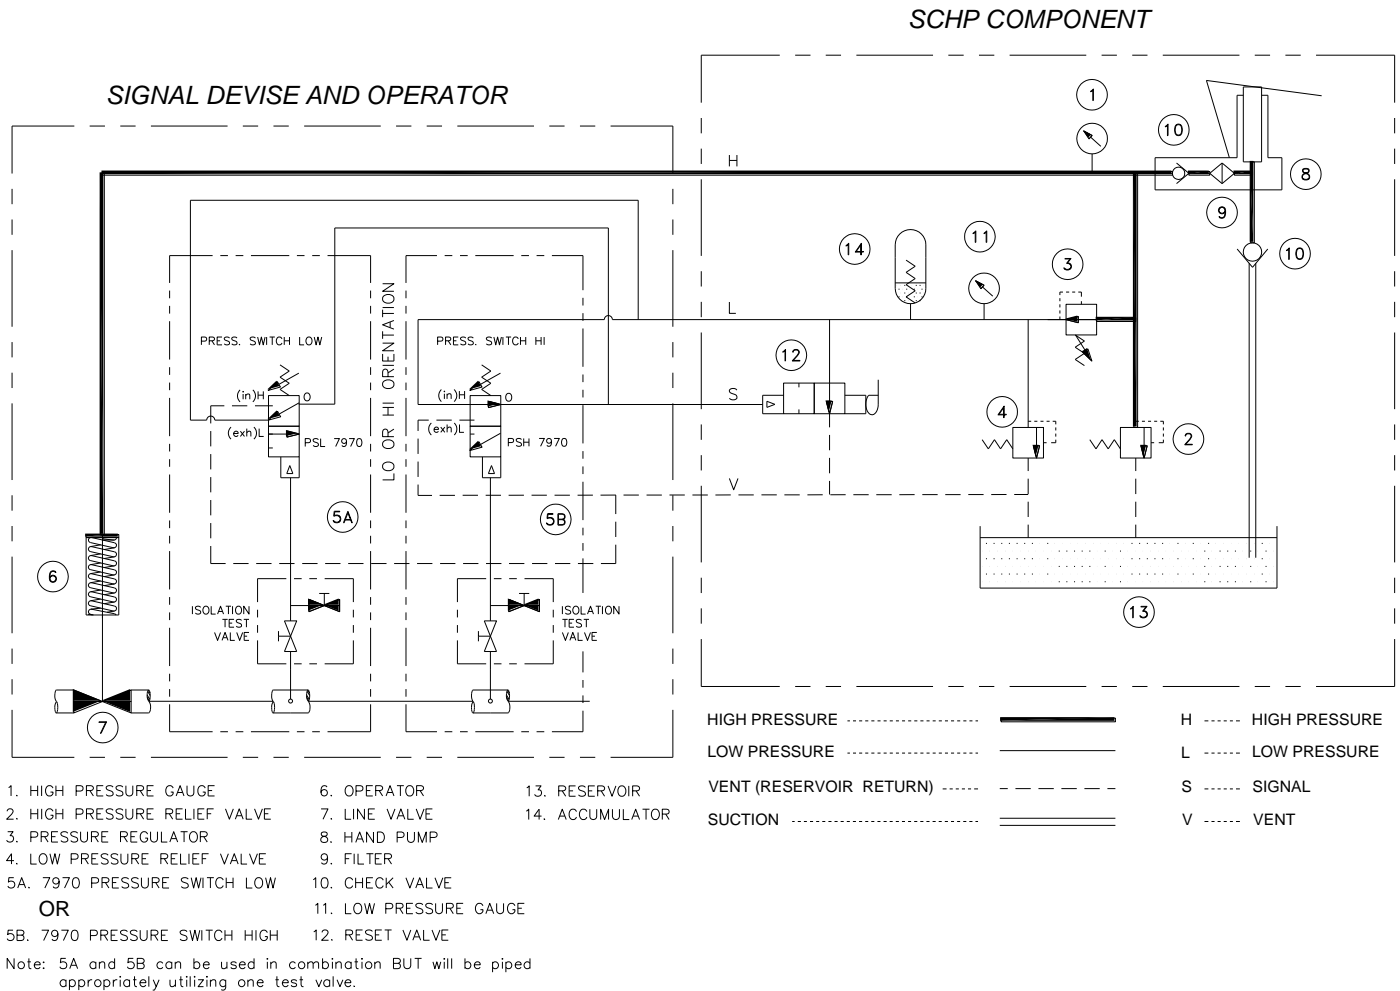 SCHP COMPONENT
SIGNAL DEVISE AND OPERATOR
1
10
H
8
9
14
11
10
3
L
PRESS. SWITCH LOW
PRESS. SWITCH HI
LO OR HI ORIENTATION
12
(in)H
O
(in)H
O
S
4
(exh)L
PSL 7970
(exh)L
PSH 7970
2
V
5A
5B
6
ISOLATION
TEST
VALVE
ISOLATION
TEST
VALVE
13
7
HIGH PRESSURE
H ----- HIGH PRESSURE
LOW PRESSURE
L ----- LOW PRESSURE
VENT (RESERVOIR RETURN)
S ----- SIGNAL
SUCTION
V ----- VENT
1. HIGH PRESSURE GAUGE
2. HIGH PRESSURE RELIEF VALVE
3. PRESSURE REGULATOR
4. LOW PRESSURE RELIEF VALVE
5A. 7970 PRESSURE SWITCH LOW
OR
5B. 7970 PRESSURE SWITCH HIGH
6. OPERATOR
7. LINE VALVE
8. HAND PUMP
9. FILTER
10. CHECK VALVE
11. LOW PRESSURE GAUGE
12. RESET VALVE
13. RESERVOIR
14. ACCUMULATOR
Note: 5A and 5B can be used in combination BUT will be piped
appropriately utilizing one test valve.